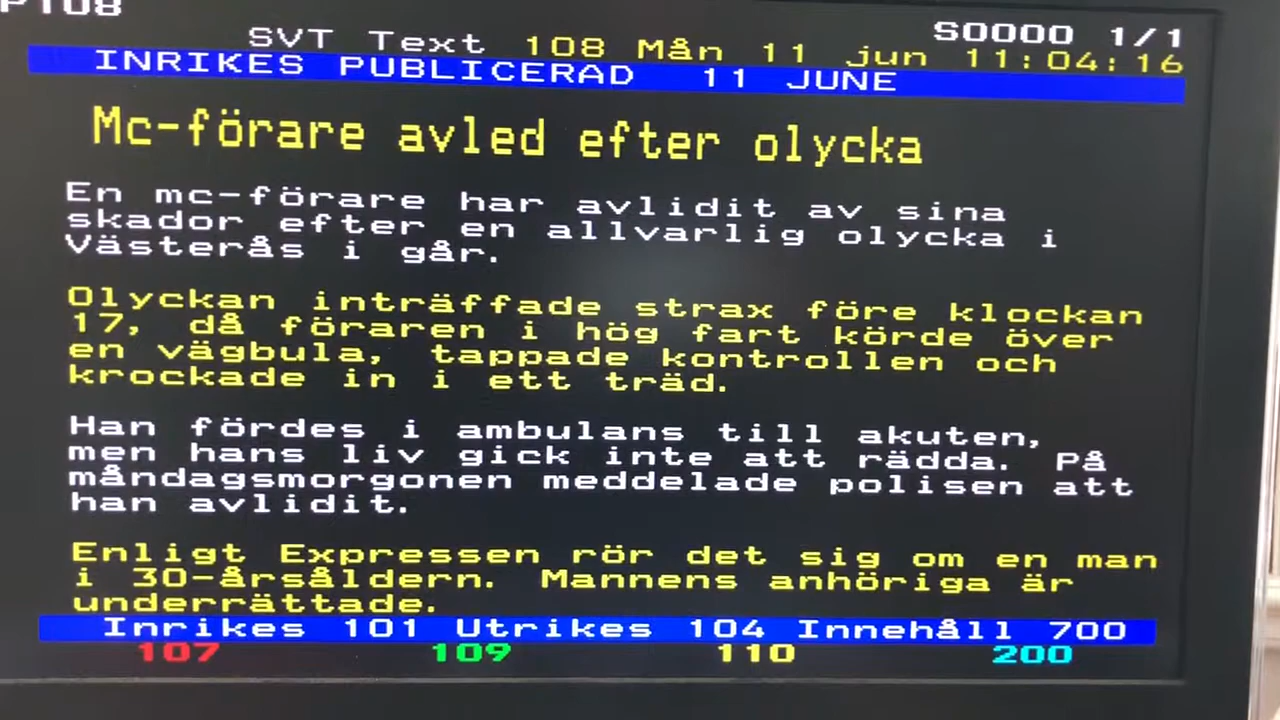 P108
S0000 1/1
SVT Text 108 Mån 11 jun 11:04:16
INRIKES PUBLICERAD 11 JUNE
Mc-förare avled efter olycka
En mc-förare har avlidit av sina
skador efter en allvarlig olycka i
Västerås i går.
Olyckan inträffade strax före klockan
17, då föraren i hög fart körde över
en vägbula, tappade kontrollen och
krockade in i ett träd.
Han fördes i ambulans till akuten,
men hans liv gick inte att rädda. På
måndagsmorgonen meddelade polisen att
han avlidit.
Enligt Expressen rör det sig om en man
i 30-årsåldern. Mannens anhöriga är
underrättade.
Inrikes 101 Utrikes 104 Innehåll 700
107 109 110 200